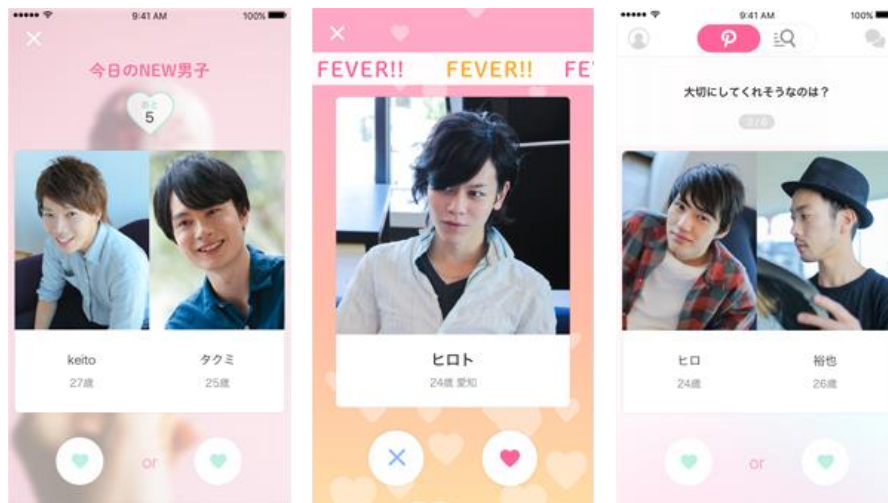 9:41 AM
100%
今日のNEW男子
あと
5
keito
27歳
タクミ
25歳
or
FEVER!!
FEVER!!
FE
ヒロト
24歳 愛知
9:41 AM
100%
大切にしてくれそうなのは?
ヒロ
24歳
裕也
26歳
or